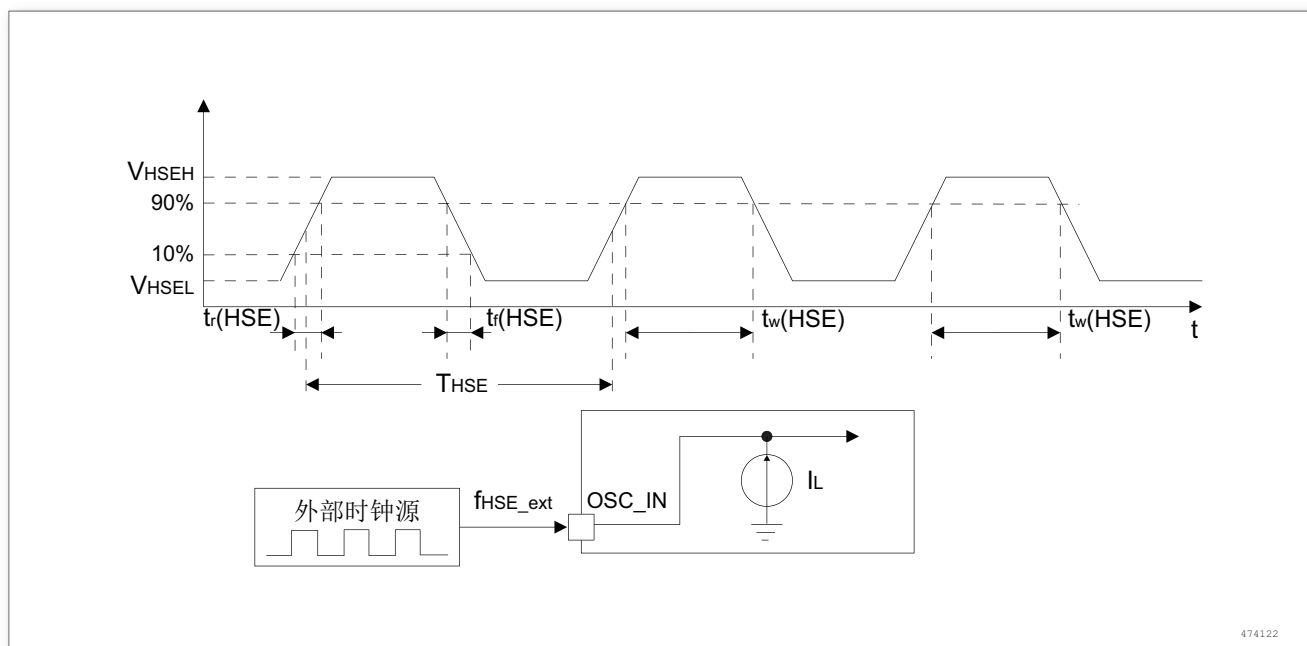 VHSEH
90%
10%
VHSEL
tr(HSE)
tf(HSE)
tw(HSE)
tw(HSE)
t
THSE
外部时钟源
fHSE_ext
OSC_IN
IL
474122